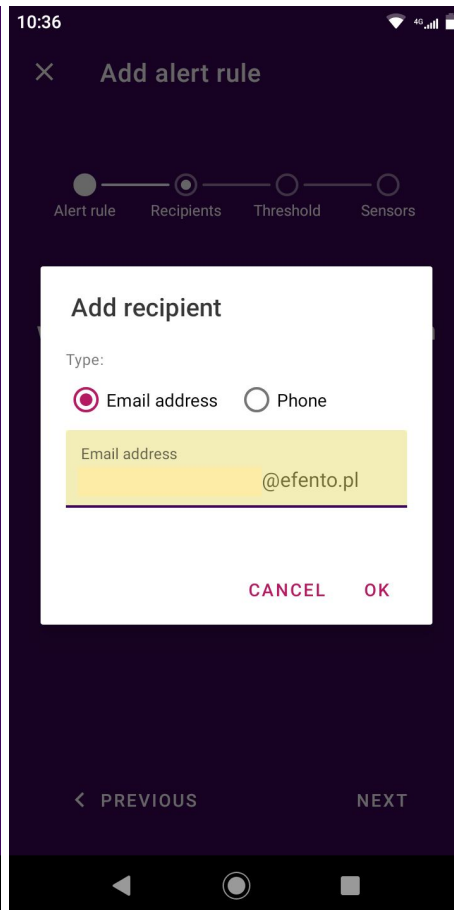 10:36
4G
Add alert rule
Alert rule Recipients Threshold Sensors
Add recipient
Type:
Email address Phone
Email address
@efento.pl
CANCEL OK
PREVIOUS NEXT